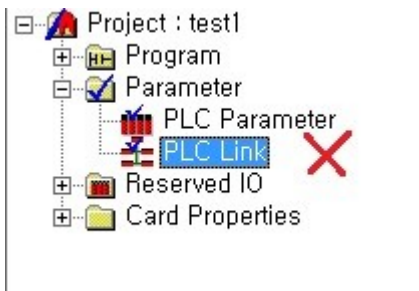 Project : test1
Program
Parameter
PLC Parameter
PLC Link
Reserved IO
Card Properties